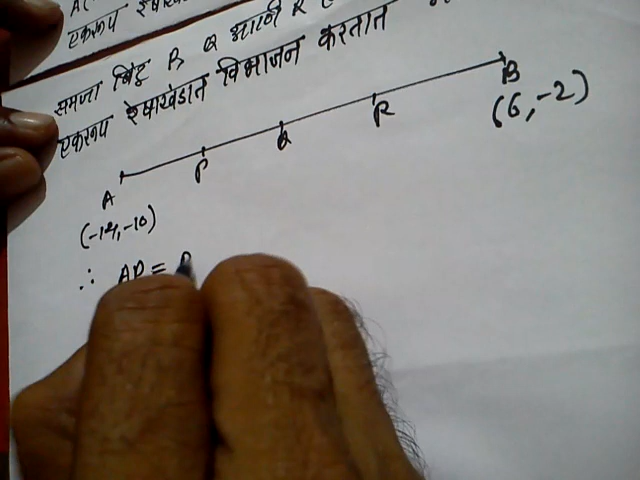 एकरूप
समजा बिंदू P, Q आणि R
एकरूप रेषाखंडात विभाजन करतात
A P Q R B
(-14,-10) (6,-2)
∴ AP =